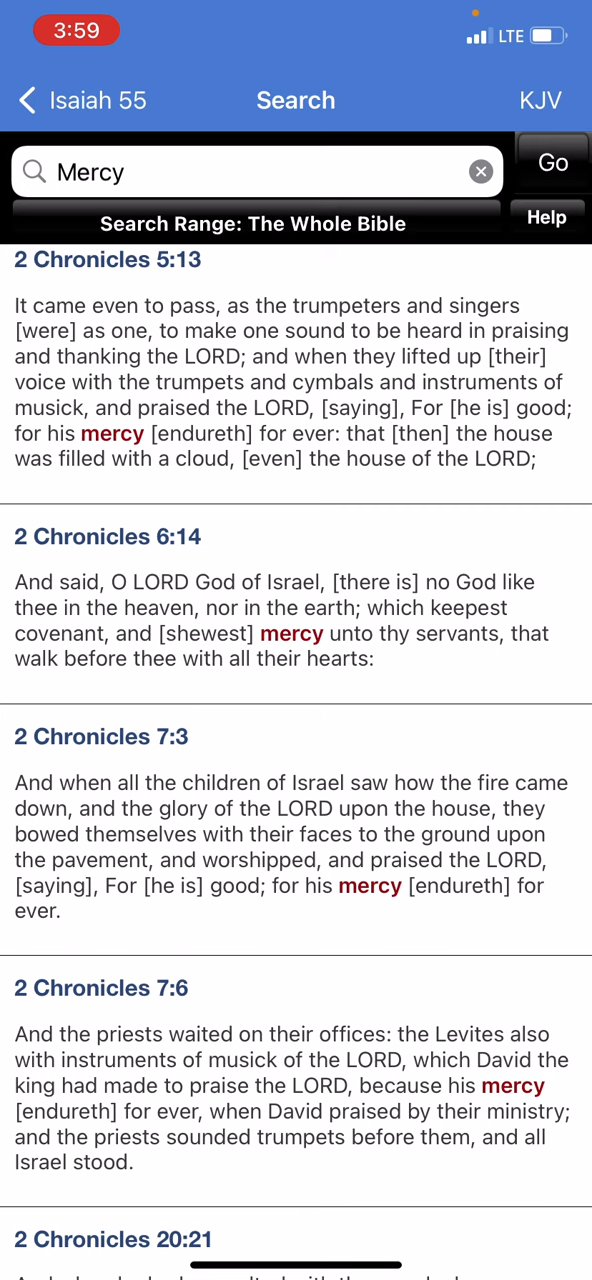 3:59
LTE
Isaiah 55
Search
KJV
Mercy
Go
Search Range: The Whole Bible
Help
2 Chronicles 5:13
It came even to pass, as the trumpeters and singers
[were] as one, to make one sound to be heard in praising
and thanking the LORD; and when they lifted up [their]
voice with the trumpets and cymbals and instruments of
musick, and praised the LORD, [saying], For [he is] good;
for his mercy [endureth] for ever: that [then] the house
was filled with a cloud, [even] the house of the LORD;
2 Chronicles 6:14
And said, O LORD God of Israel, [there is] no God like
thee in the heaven, nor in the earth; which keepest
covenant, and [shewest] mercy unto thy servants, that
walk before thee with all their hearts:
2 Chronicles 7:3
And when all the children of Israel saw how the fire came
down, and the glory of the LORD upon the house, they
bowed themselves with their faces to the ground upon
the pavement, and worshipped, and praised the LORD,
[saying], For [he is] good; for his mercy [endureth] for
ever.
2 Chronicles 7:6
And the priests waited on their offices: the Levites also
with instruments of musick of the LORD, which David the
king had made to praise the LORD, because his mercy
[endureth] for ever, when David praised by their ministry;
and the priests sounded trumpets before them, and all
Israel stood.
2 Chronicles 20:21